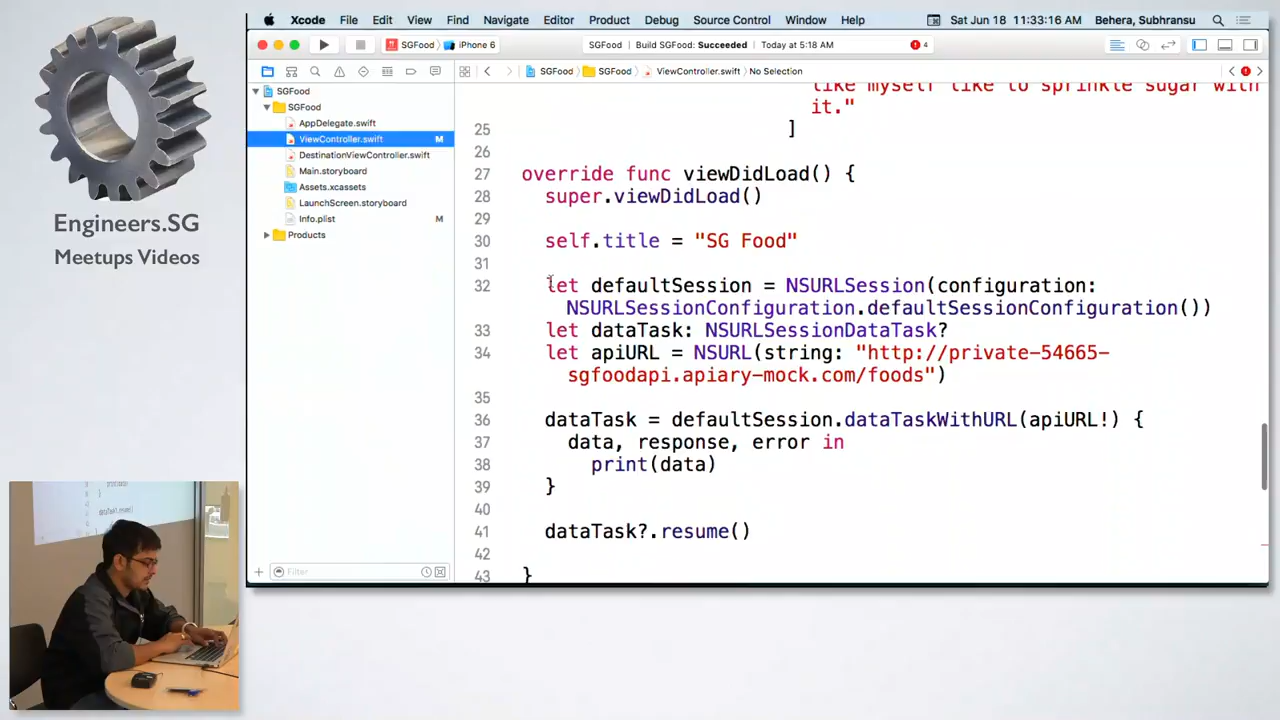 Xcode File Edit View Find Navigate Editor Product Debug Source Control Window Help Sat Jun 18 11:33:16 AM Behera, Subhransu
SGFood iPhone 6 SGFood Build SGFood: Succeeded Today at 5:18 AM 4
SGFood SGFood ViewController.swift No Selection
SGFood
SGFood
AppDelegate.swift
ViewController.swift M
DestinationViewController.swift
Main.storyboard
Assets.xcassets
LaunchScreen.storyboard
Info.plist M
Products
Filter
like myself like to sprinkle sugar with
it."
25 ]
26
27 override func viewDidLoad() {
28 super.viewDidLoad()
29
30 self.title = "SG Food"
31
32 let defaultSession = NSURLSession(configuration:
NSURLSessionConfiguration.defaultSessionConfiguration())
33 let dataTask: NSURLSessionDataTask?
34 let apiURL = NSURL(string: "http://private-54665-
sgfoodapi.apiary-mock.com/foods")
35
36 dataTask = defaultSession.dataTaskWithURL(apiURL!) {
37 data, response, error in
38 print(data)
39 }
40
41 dataTask?.resume()
42
43 }
Engineers.SG
Meetups Videos